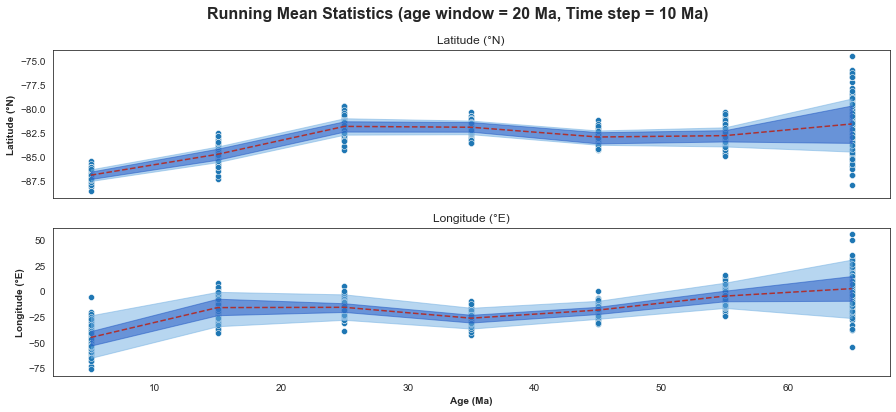 Running Mean Statistics (age window = 20 Ma, Time step = 10 Ma)
Latitude (°N)
Latitude (°N)
−75.0
−77.5
−80.0
−82.5
−85.0
−87.5
Longitude (°E)
Longitude (°E)
50
25
0
−25
−50
−75
10 20 30 40 50 60
Age (Ma)